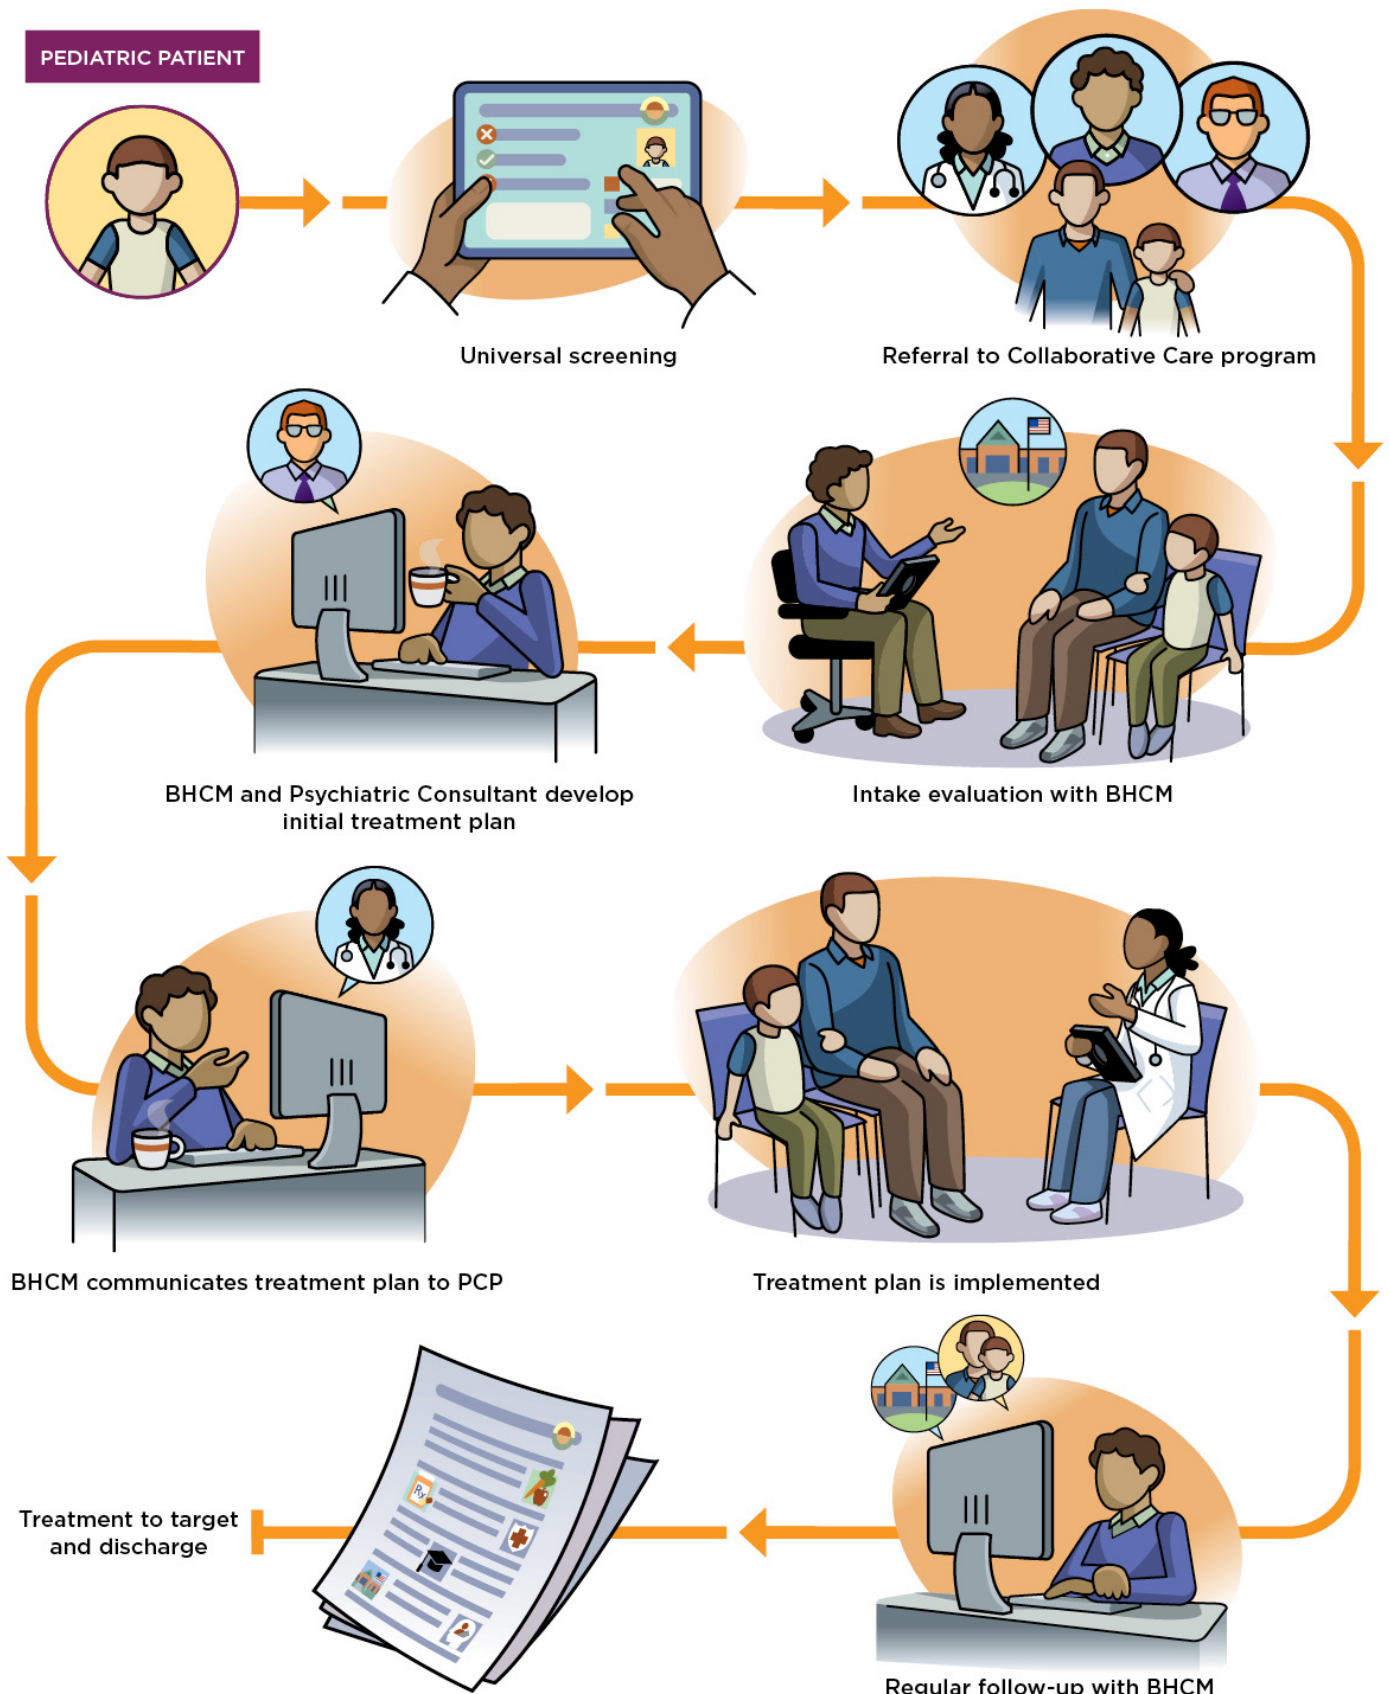 PEDIATRIC PATIENT
Universal screening
Referral to Collaborative Care program
BHCM and Psychiatric Consultant develop
initial treatment plan
Intake evaluation with BHCM
BHCM communicates treatment plan to PCP
Treatment plan is implemented
Rx
Treatment to target
and discharge
Regular follow-up with BHCM